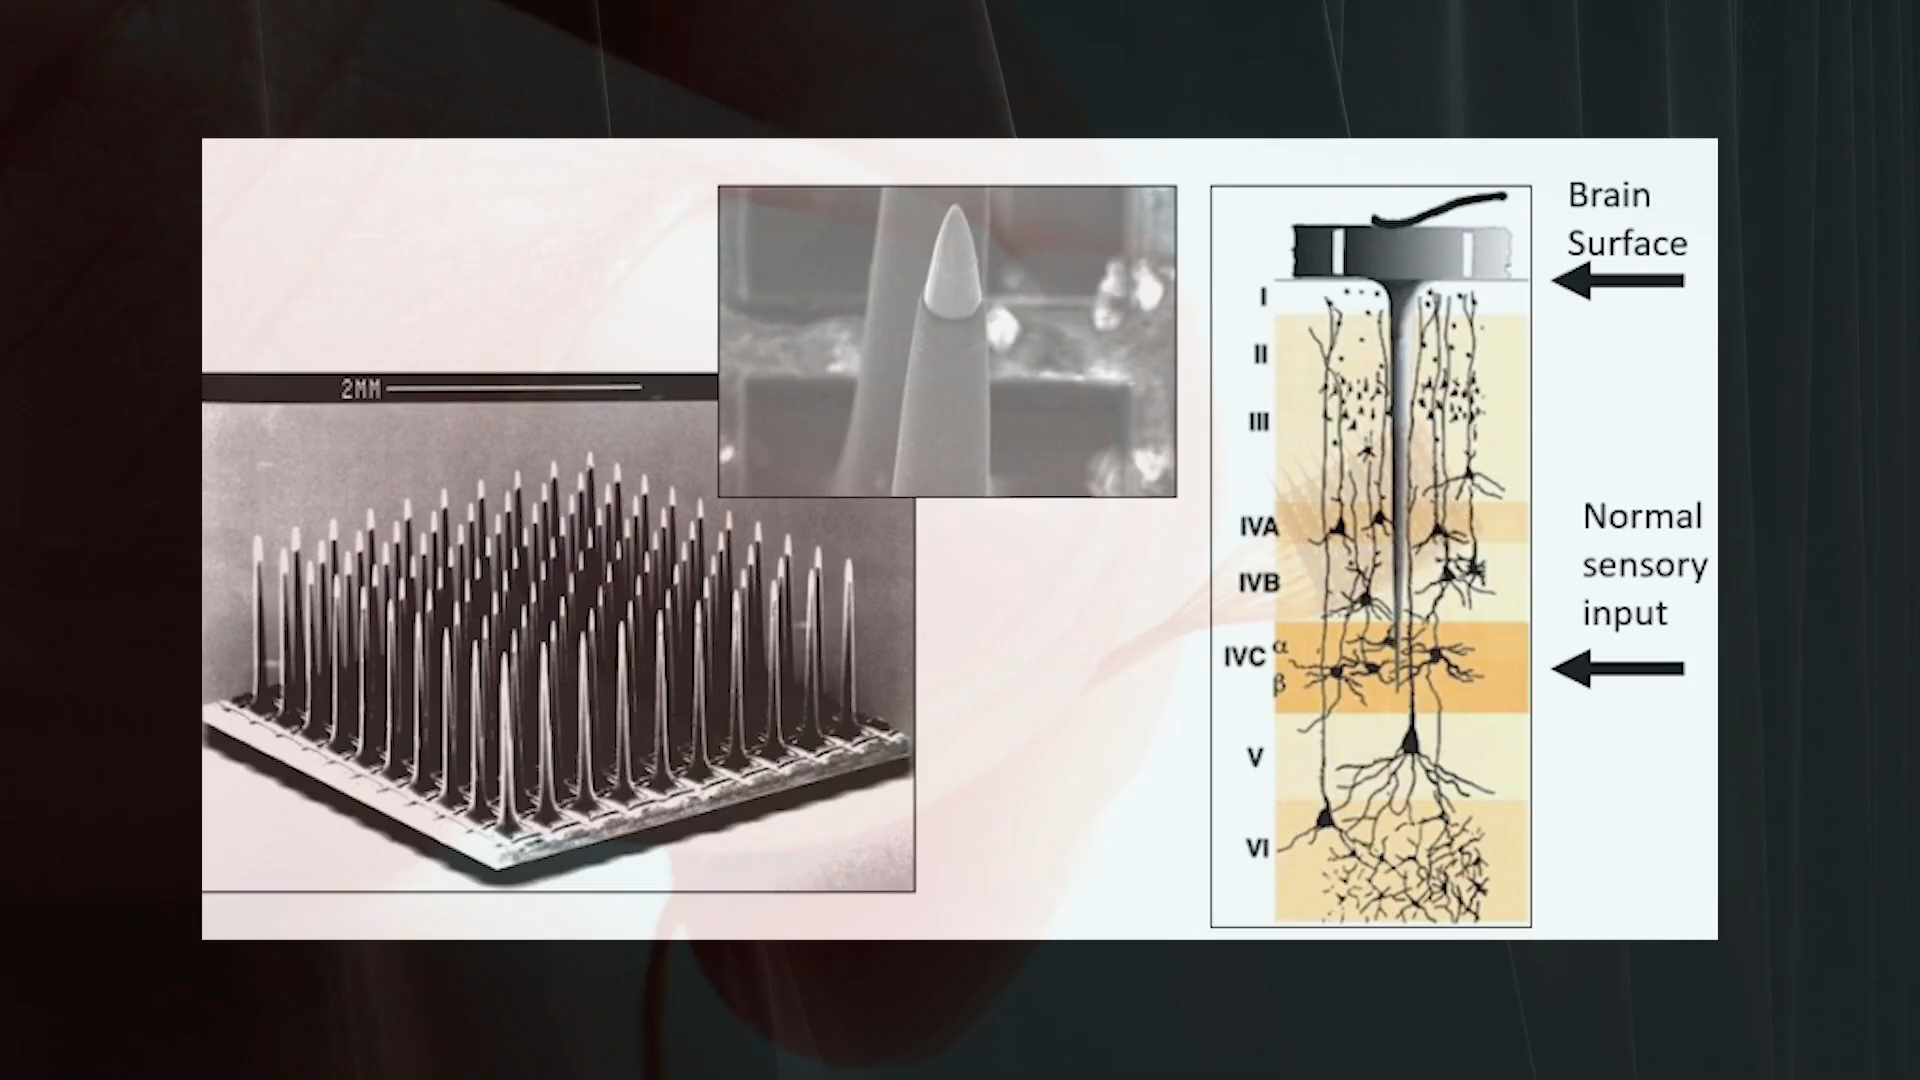 2MM
Brain
Surface
I
II
III
IVA
IVB
IVC α
β
V
VI
Normal
sensory
input